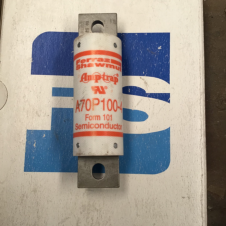 Ferraz
Shawmut
Amp-trap
A70P100-4
Form 101
Semiconductor